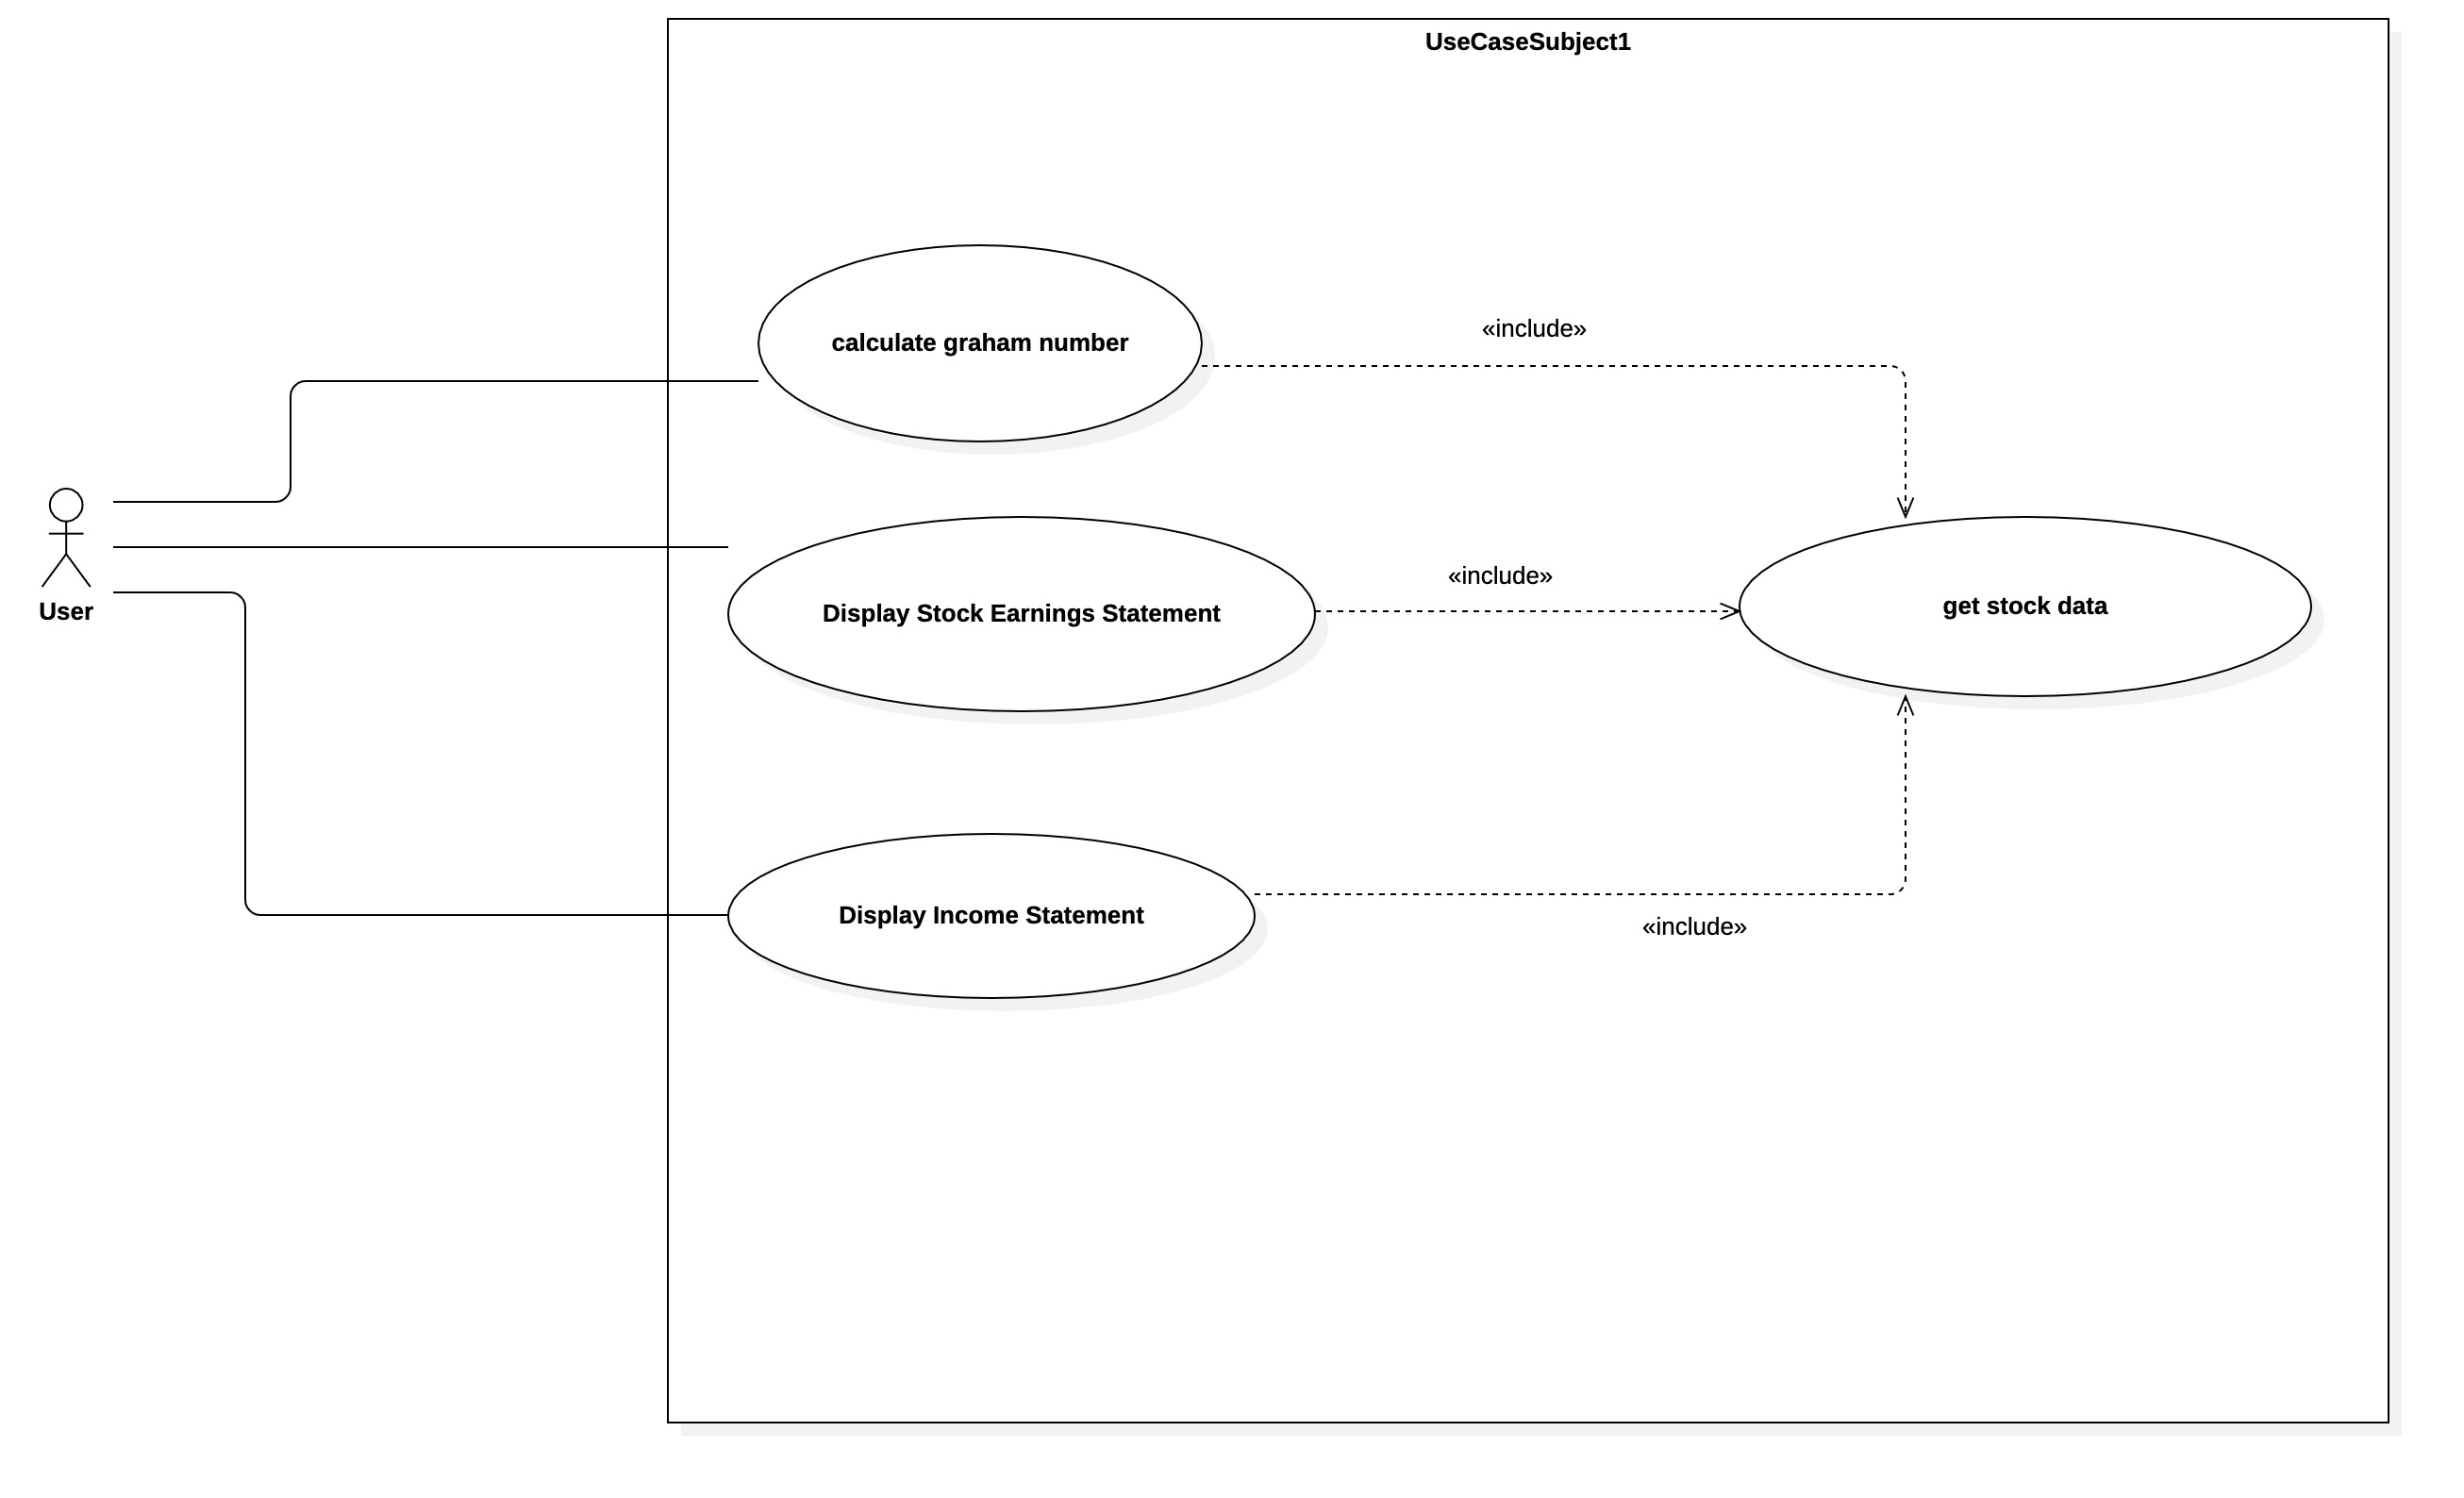 UseCaseSubject1
calculate graham number
«include»
User
Display Stock Earnings Statement
«include»
get stock data
Display Income Statement
«include»